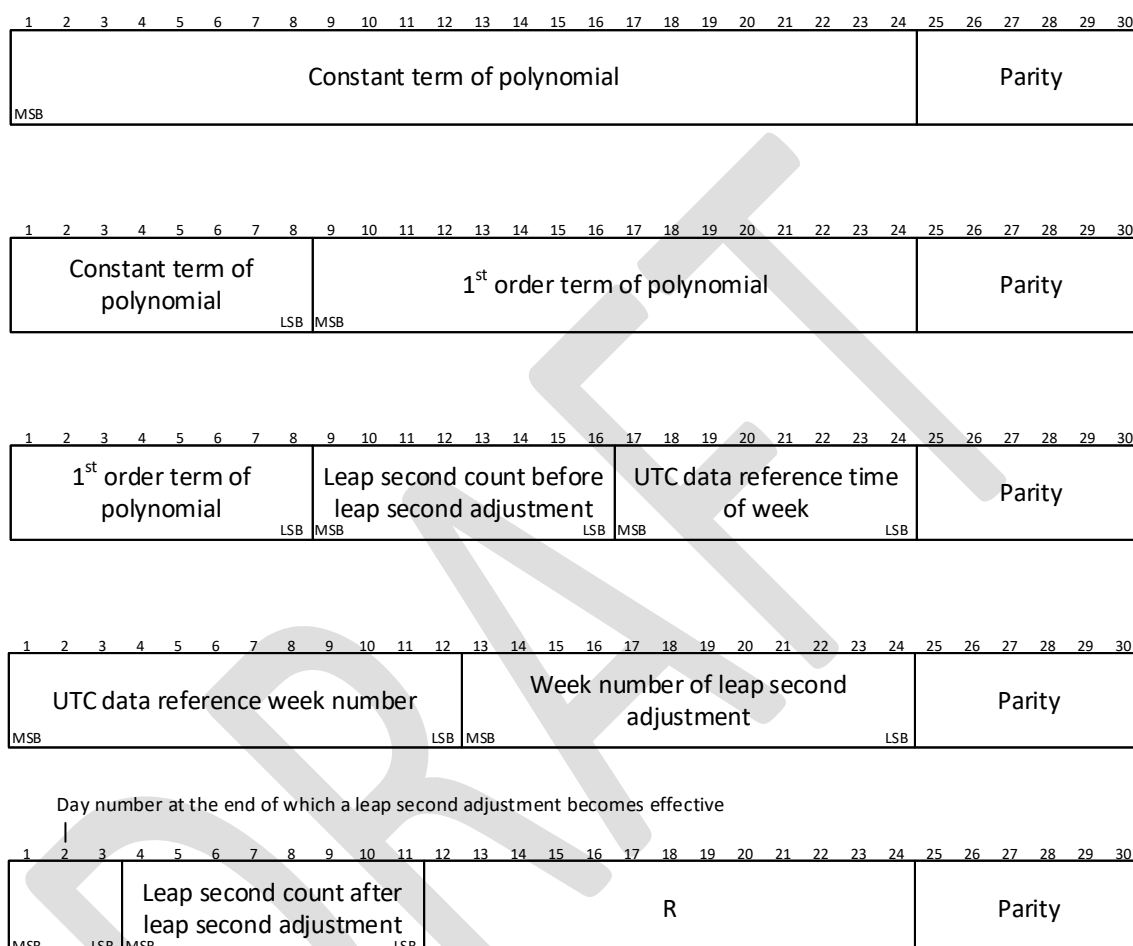 1 2 3 4 5 6 7 8 9 10 11 12 13 14 15 16 17 18 19 20 21 22 23 24 25 26 27 28 29 30
Constant term of polynomial Parity
MSB
1 2 3 4 5 6 7 8 9 10 11 12 13 14 15 16 17 18 19 20 21 22 23 24 25 26 27 28 29 30
Constant term of
polynomial
1st order term of polynomial Parity
LSB MSB
1 2 3 4 5 6 7 8 9 10 11 12 13 14 15 16 17 18 19 20 21 22 23 24 25 26 27 28 29 30
1st order term of
polynomial
Leap second count before
leap second adjustment
UTC data reference time
of week
Parity
LSB MSB LSB MSB LSB
1 2 3 4 5 6 7 8 9 10 11 12 13 14 15 16 17 18 19 20 21 22 23 24 25 26 27 28 29 30
UTC data reference week number
Week number of leap second
adjustment
Parity
MSB LSB MSB LSB
Day number at the end of which a leap second adjustment becomes effective
1 2 3 4 5 6 7 8 9 10 11 12 13 14 15 16 17 18 19 20 21 22 23 24 25 26 27 28 29 30
Leap second count after
leap second adjustment
R Parity
MSB LSB MSB LSB
DRAFT